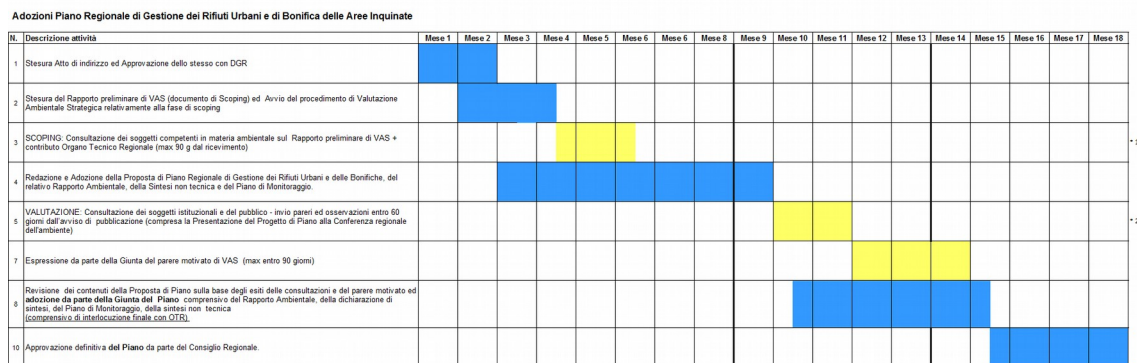 Adozioni Piano Regionale di Gestione dei Rifiuti Urbani e di Bonifica delle Aree Inquinate
N. Descrizione attività Mese 1 Mese 2 Mese 3 Mese 4 Mese 5 Mese 6 Mese 6 Mese 8 Mese 9 Mese 10 Mese 11 Mese 12 Mese 13 Mese 14 Mese 15 Mese 16 Mese 17 Mese 18
1 Stesura Atto di indirizzo ed Approvazione dello stesso con DGR
2 Stesura del Rapporto preliminare di VAS (documento di Scoping) ed Avvio del procedimento di Valutazione
Ambientale Strategica relativamente alla fase di scoping
3 SCOPING: Consultazione dei soggetti competenti in materia ambientale sul Rapporto preliminare di VAS +
contributo Organo Tecnico Regionale (max 90 g dal ricevimento)
4 Redazione e Adozione della Proposta di Piano Regionale di Gestione dei Rifiuti Urbani e delle Bonifiche, del
relativo Rapporto Ambientale, della Sintesi non tecnica e del Piano di Monitoraggio.
VALUTAZIONE: Consultazione dei soggetti istituzionali e del pubblico - invio pareri ed osservazioni entro 60
5 giorni dall'avviso di pubblicazione (compresa la Presentazione del Progetto di Piano alla Conferenza regionale
dell'ambiente)
7 Espressione da parte della Giunta del parere motivato di VAS (max entro 90 giorni)
Revisione dei contenuti della Proposta di Piano sulla base degli esiti delle consultazioni e del parere motivato ed
8 adozione da parte della Giunta del Piano comprensivo del Rapporto Ambientale, della dichiarazione di
sintesi, del Piano di Monitoraggio, della sintesi non tecnica
(comprensivo di interlocuzione finale con OTR)
10 Approvazione definitiva del Piano da parte del Consiglio Regionale.